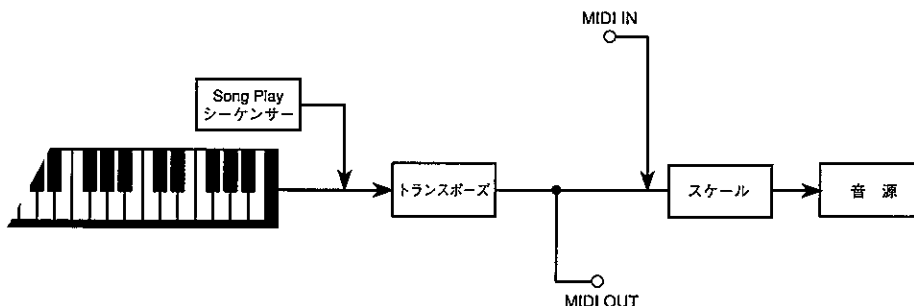 MIDI IN
Song Play
シーケンサー
トランスポーズ
スケール
音 源
MIDI OUT